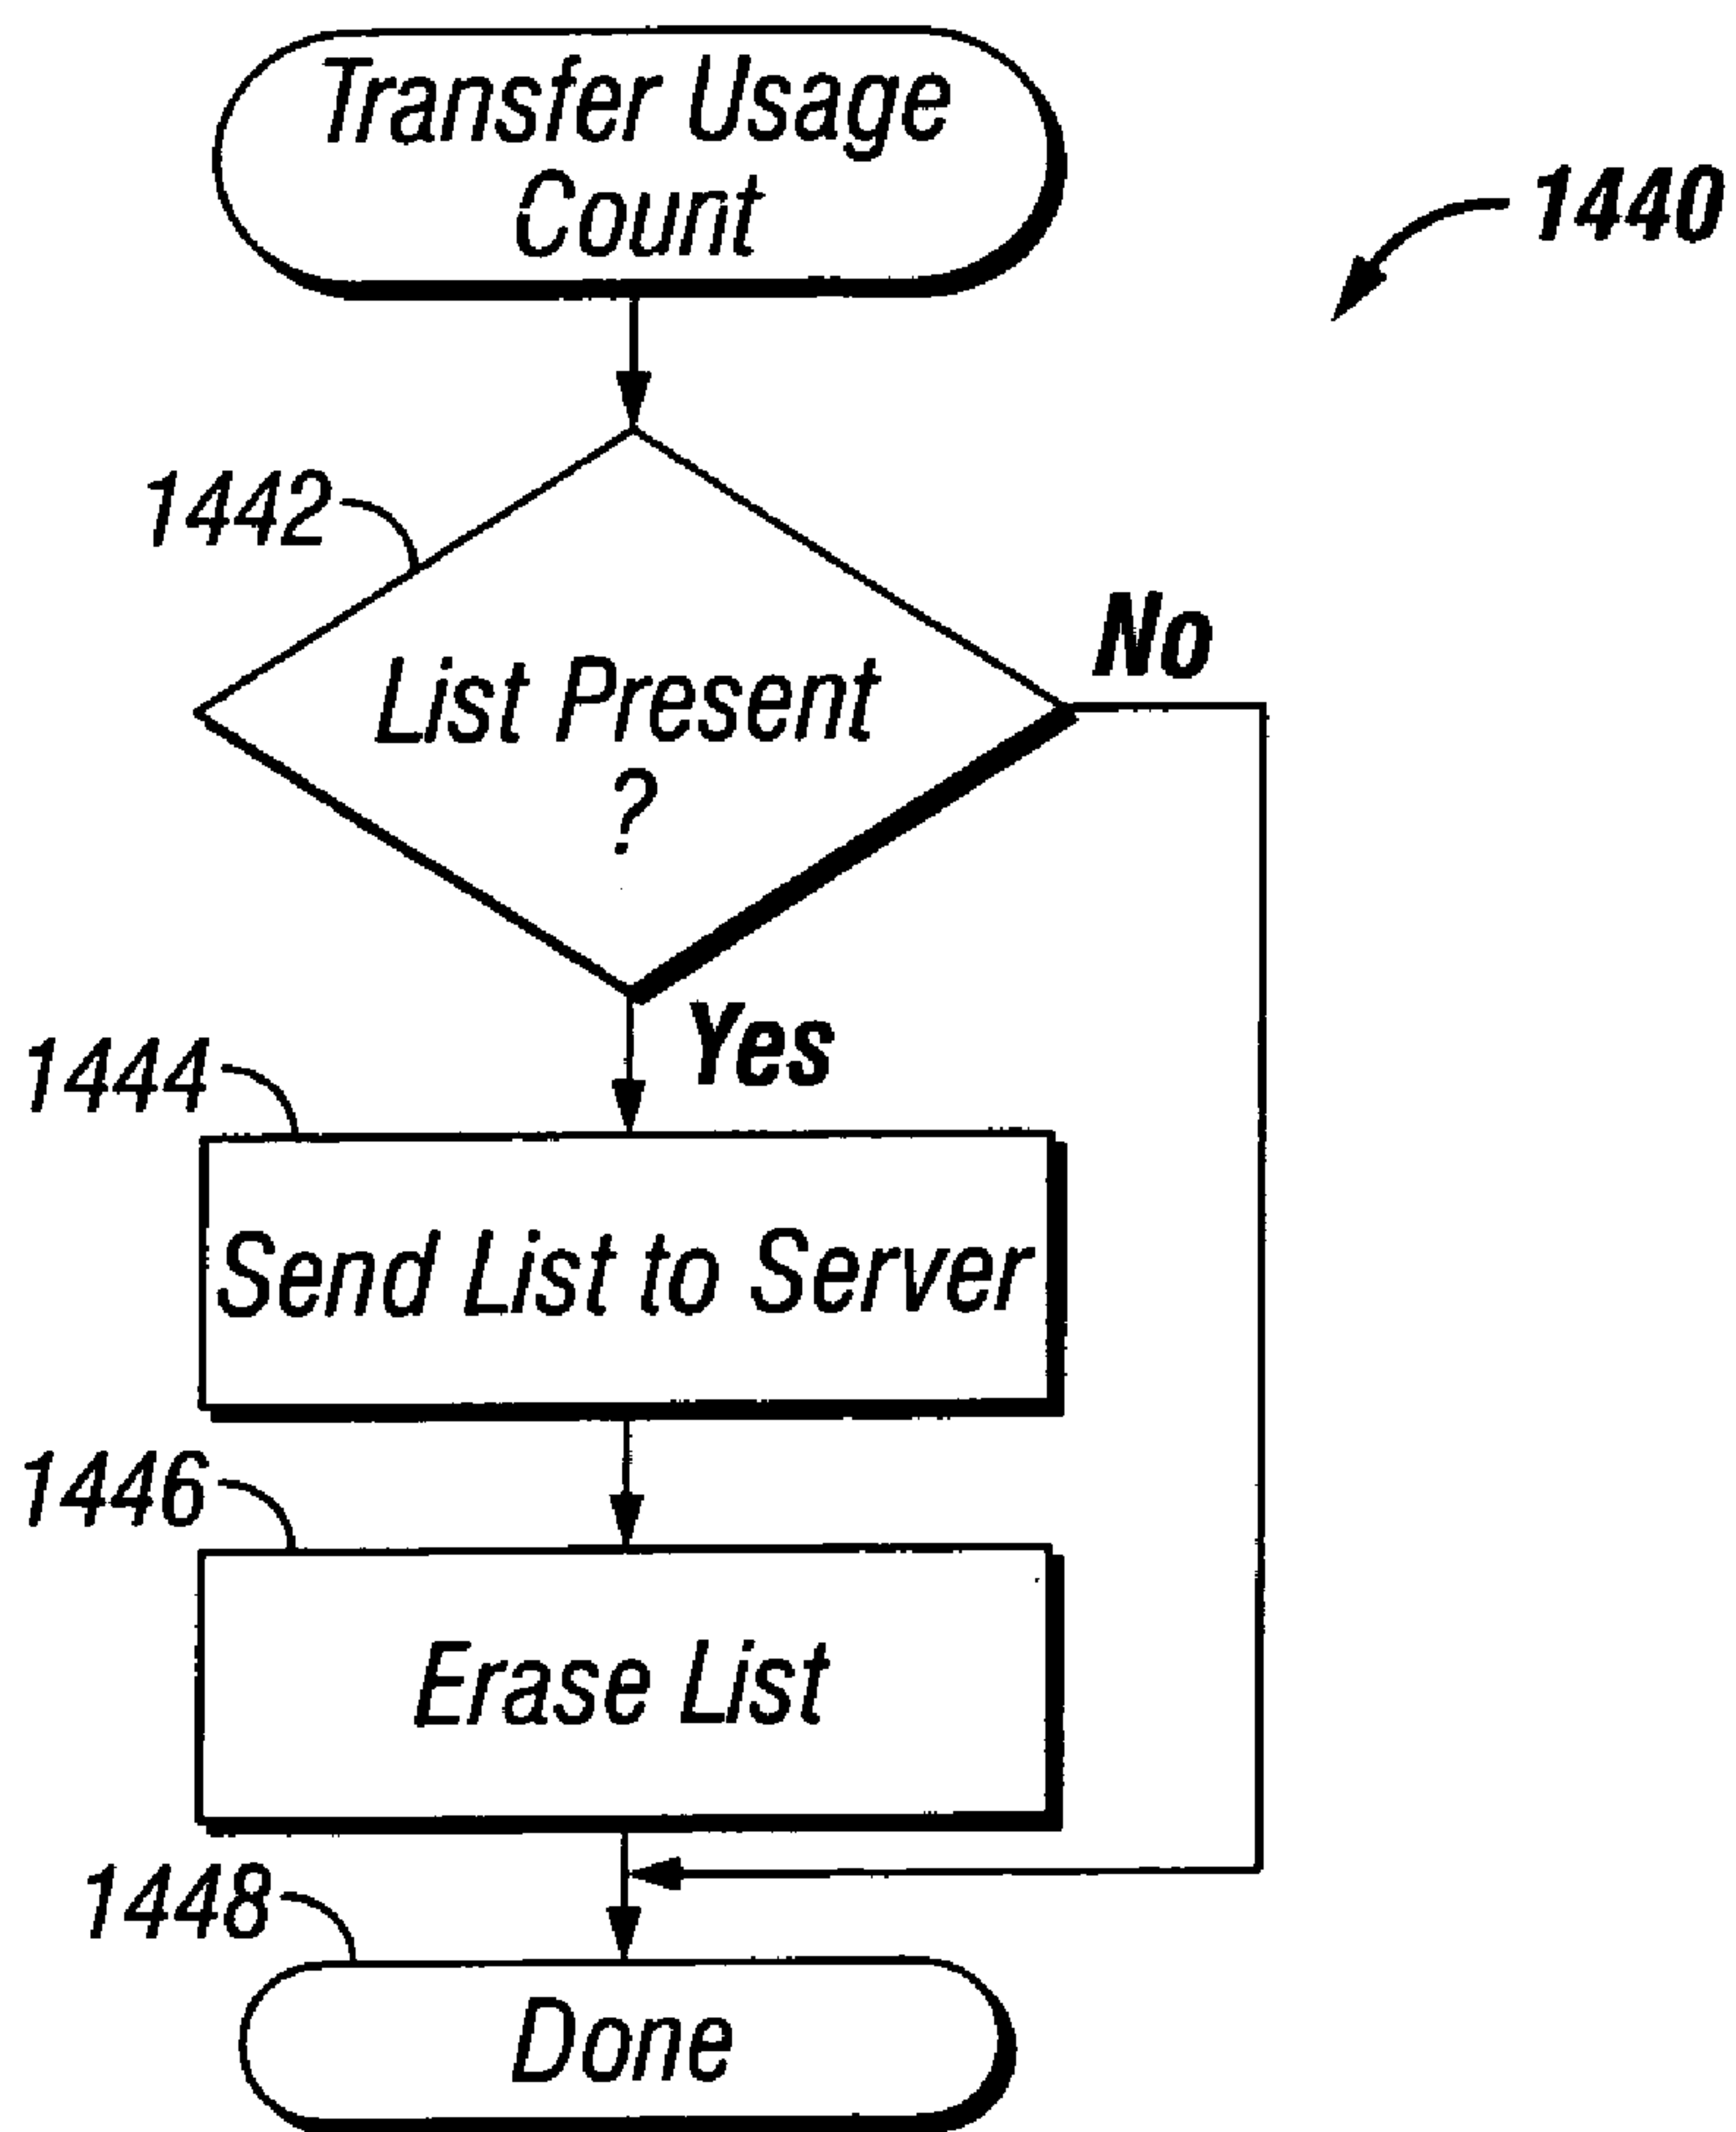 Transfer Usage
Count
1440
1442
List Present
?
No
Yes
1444
Send List to Server
1446
Erase List
1448
Done